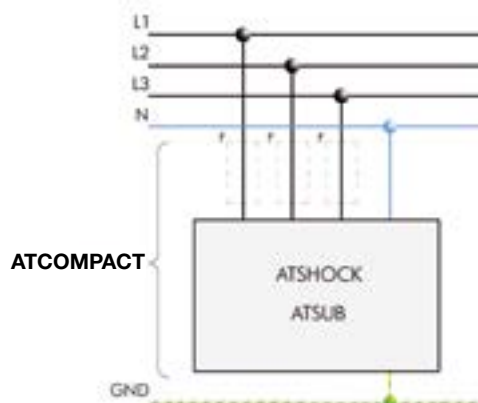 L1
L2
L3
N
F F F
ATCOMPACT
ATSHOCK
ATSUB
GND